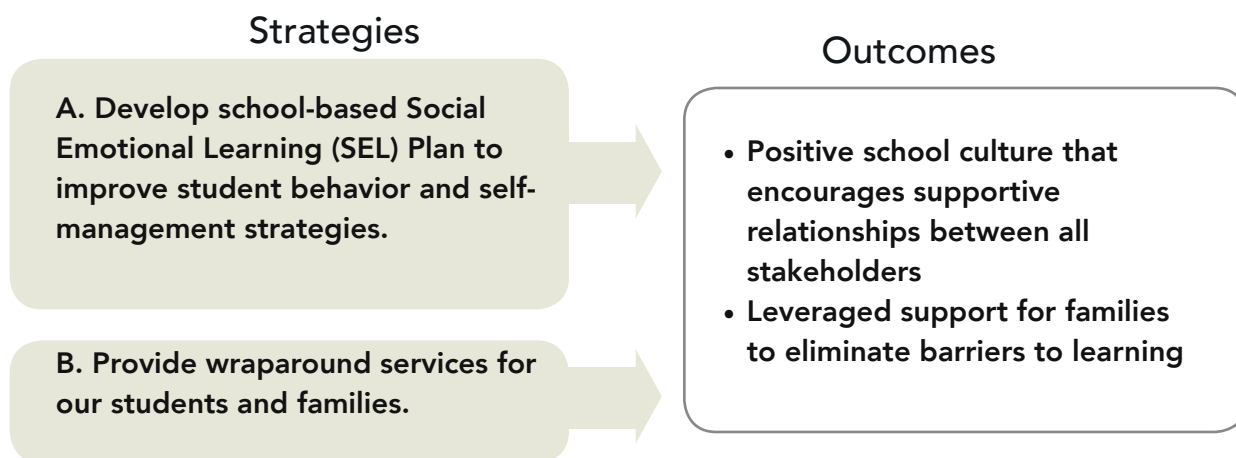 Strategies
A. Develop school-based Social
Emotional Learning (SEL) Plan to
improve student behavior and self-
management strategies.
B. Provide wraparound services for
our students and families.
Outcomes
• Positive school culture that
encourages supportive
relationships between all
stakeholders
• Leveraged support for families
to eliminate barriers to learning